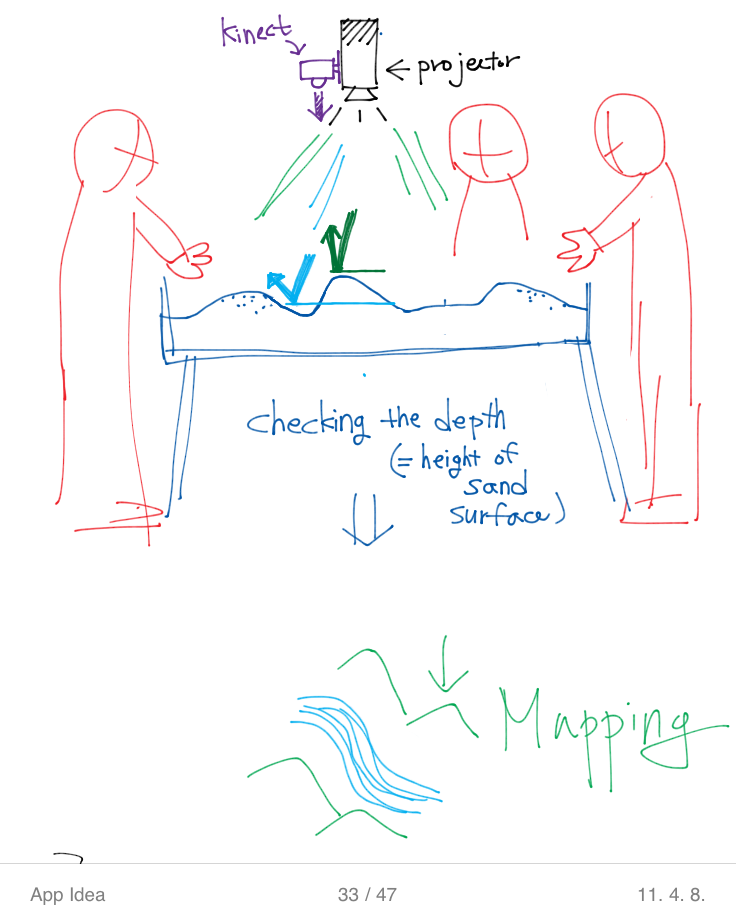 kinect
projector
checking the depth
(= height of
sand
surface)
Mapping
App Idea
33 / 47
11. 4. 8.